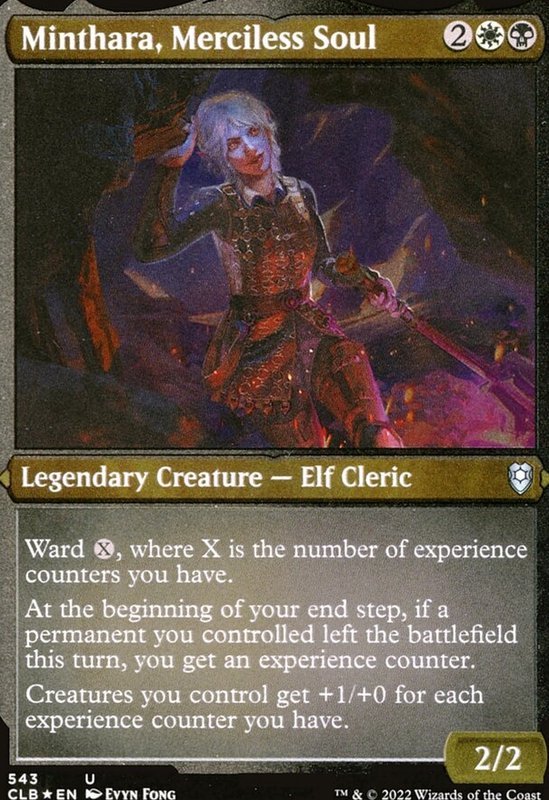 Minthara, Merciless Soul 2
Legendary Creature — Elf Cleric
Ward X, where X is the number of experience
counters you have.
At the beginning of your end step, if a
permanent you controlled left the battlefield
this turn, you get an experience counter.
Creatures you control get +1/+0 for each
experience counter you have.
2/2
543 U
CLB★EN Evyn Fong ™ & © 2022 Wizards of the Coast